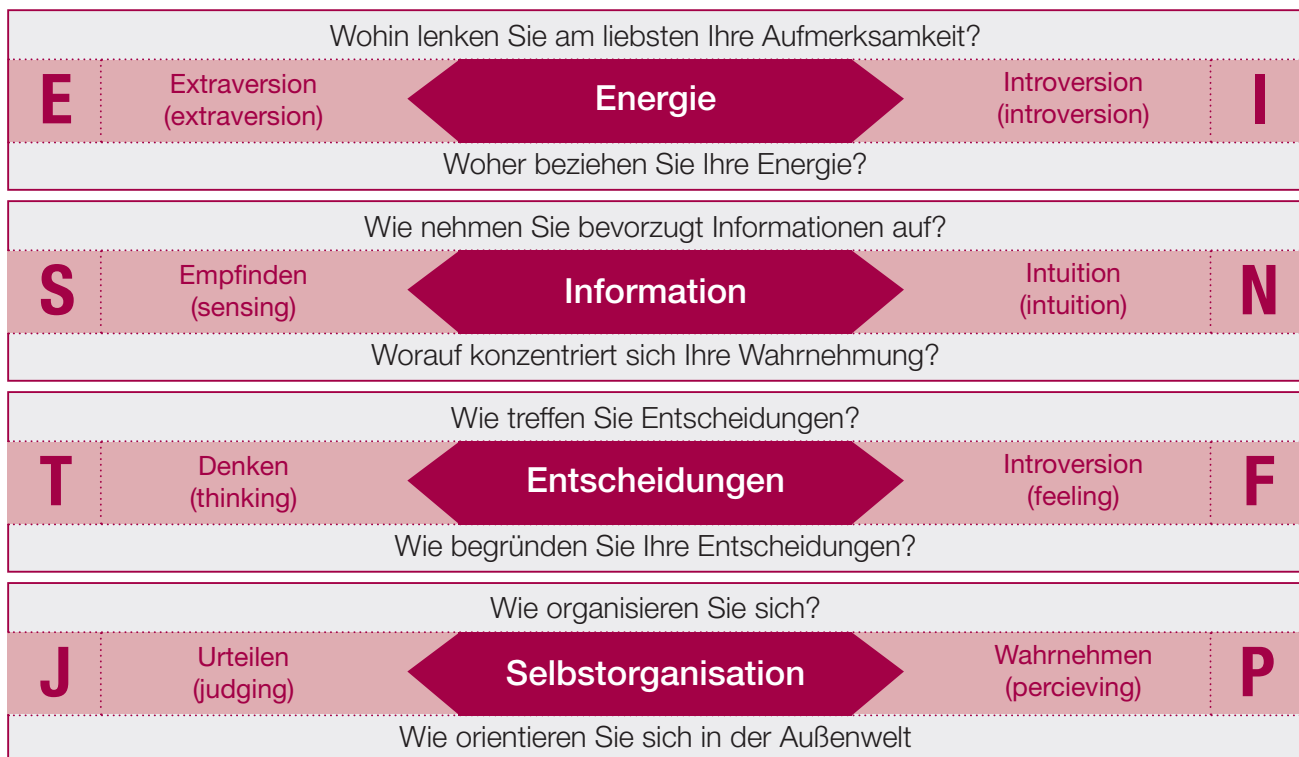 Wohin lenken Sie am liebsten Ihre Aufmerksamkeit?
E
Extraversion
(extraversion)
Energie
Introversion
(introversion)
I
Woher beziehen Sie Ihre Energie?
Wie nehmen Sie bevorzugt Informationen auf?
S
Empfinden
(sensing)
Information
Intuition
(intuition)
N
Worauf konzentriert sich Ihre Wahrnehmung?
Wie treffen Sie Entscheidungen?
T
Denken
(thinking)
Entscheidungen
Introversion
(feeling)
F
Wie begründen Sie Ihre Entscheidungen?
Wie organisieren Sie sich?
J
Urteilen
(judging)
Selbstorganisation
Wahrnehmen
(percieving)
P
Wie orientieren Sie sich in der Außenwelt